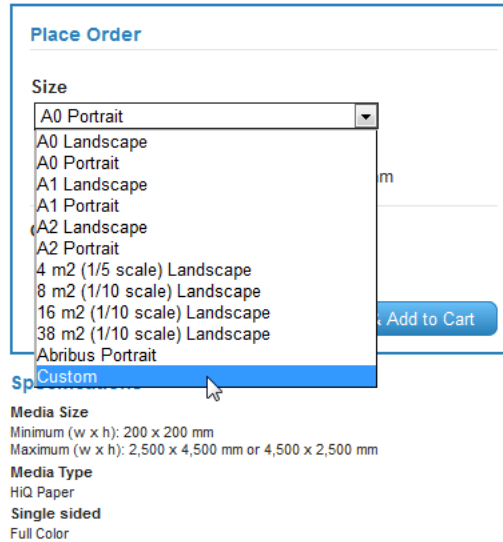 Place Order
Size
A0 Portrait
A0 Landscape
A0 Portrait
A1 Landscape
A1 Portrait
A2 Landscape
A2 Portrait
4 m2 (1/5 scale) Landscape
8 m2 (1/10 scale) Landscape
16 m2 (1/10 scale) Landscape
38 m2 (1/10 scale) Landscape
Abribus Portrait
Custom
Add to Cart
Media Size
Minimum (w x h): 200 x 200 mm
Maximum (w x h): 2,500 x 4,500 mm or 4,500 x 2,500 mm
Media Type
HiQ Paper
Single sided
Full Color